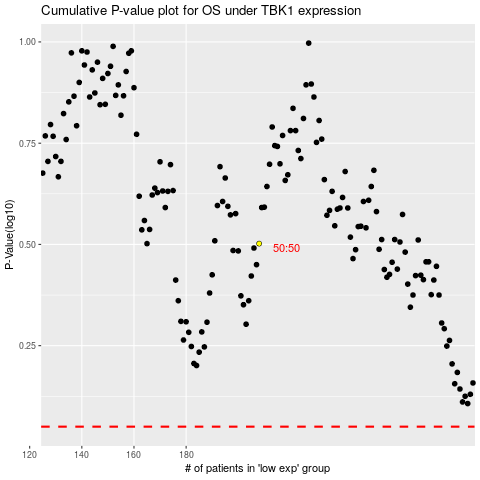 Cumulative P-value plot for OS under TBK1 expression
P-Value(log10)
1.00
0.75
0.50
0.25
50:50
120 140 160 180
# of patients in 'low exp' group